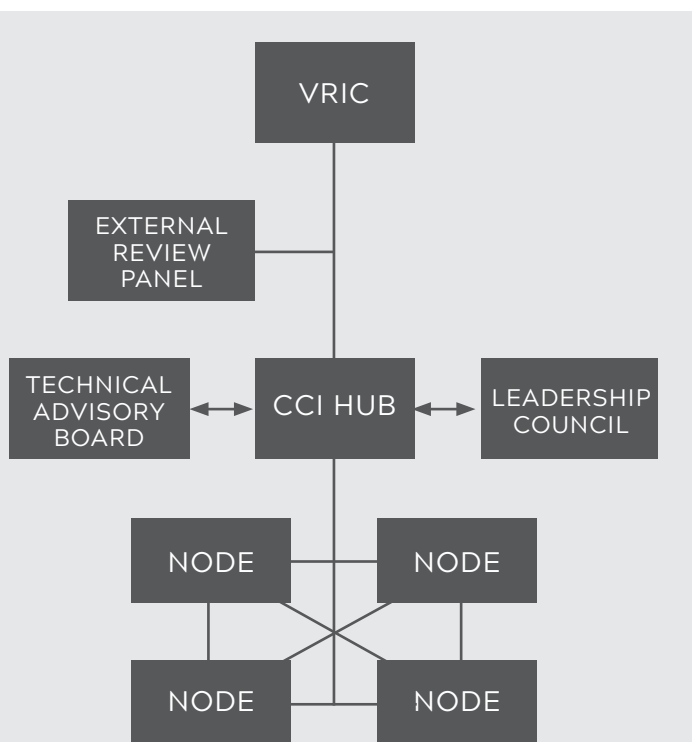 VRIC
EXTERNAL
REVIEW
PANEL
TECHNICAL
ADVISORY
BOARD
CCI HUB
LEADERSHIP
COUNCIL
NODE
NODE
NODE
NODE